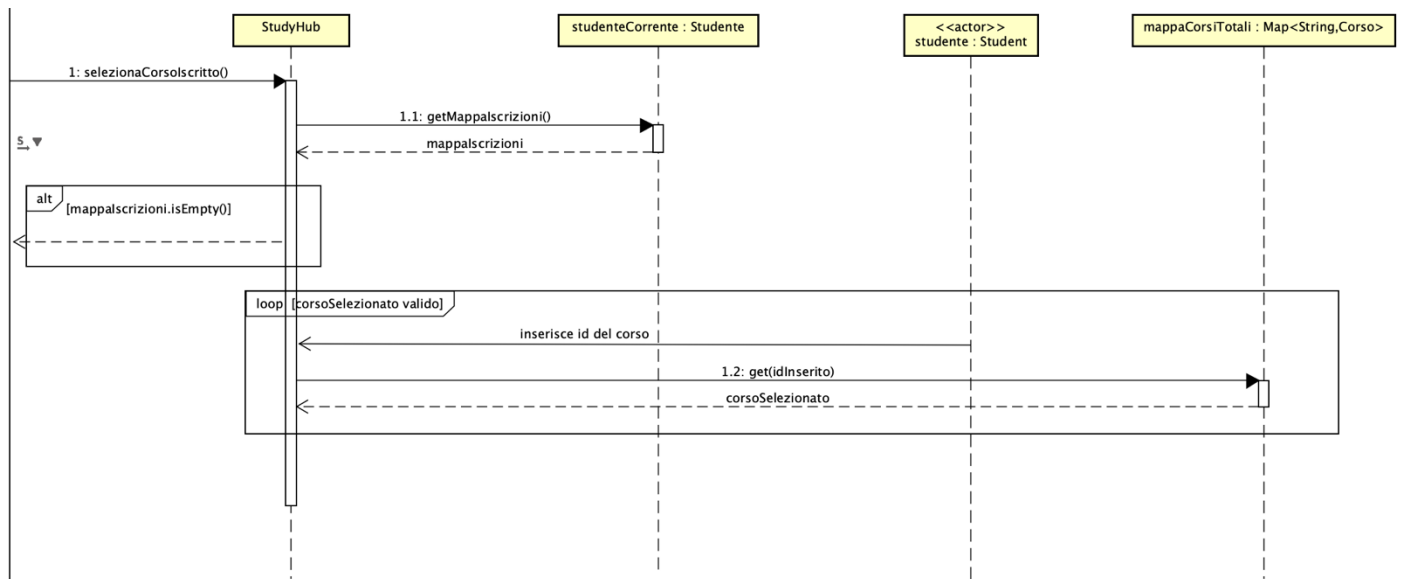 StudyHub
studenteCorrente : Studente
<<actor>>
studente : Student
mappaCorsiTotali : Map<String,Corso>
1: selezionaCorsoIscritto()
1.1: getMappaIscrizioni()
mappaIscrizioni
S
alt
[mappaIscrizioni.isEmpty()]
loop [corsoSelezionato valido]
inserisce id del corso
1.2: get(idInserito)
corsoSelezionato